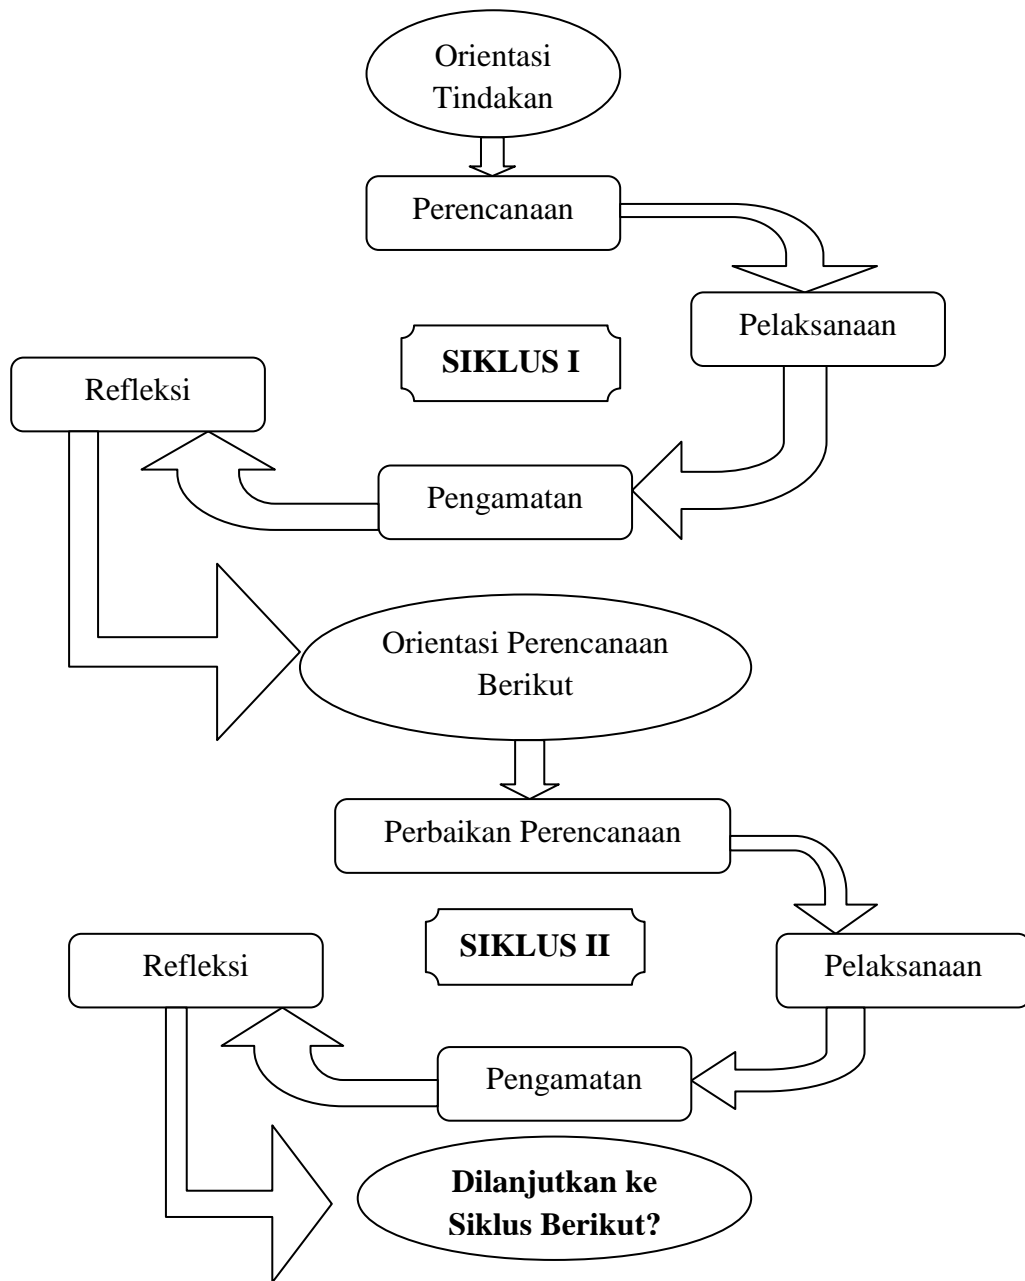 Orientasi
Tindakan
Perencanaan
Pelaksanaan
SIKLUS I
Refleksi
Pengamatan
Orientasi Perencanaan
Berikut
Perbaikan Perencanaan
SIKLUS II
Refleksi
Pelaksanaan
Pengamatan
Dilanjutkan ke
Siklus Berikut?